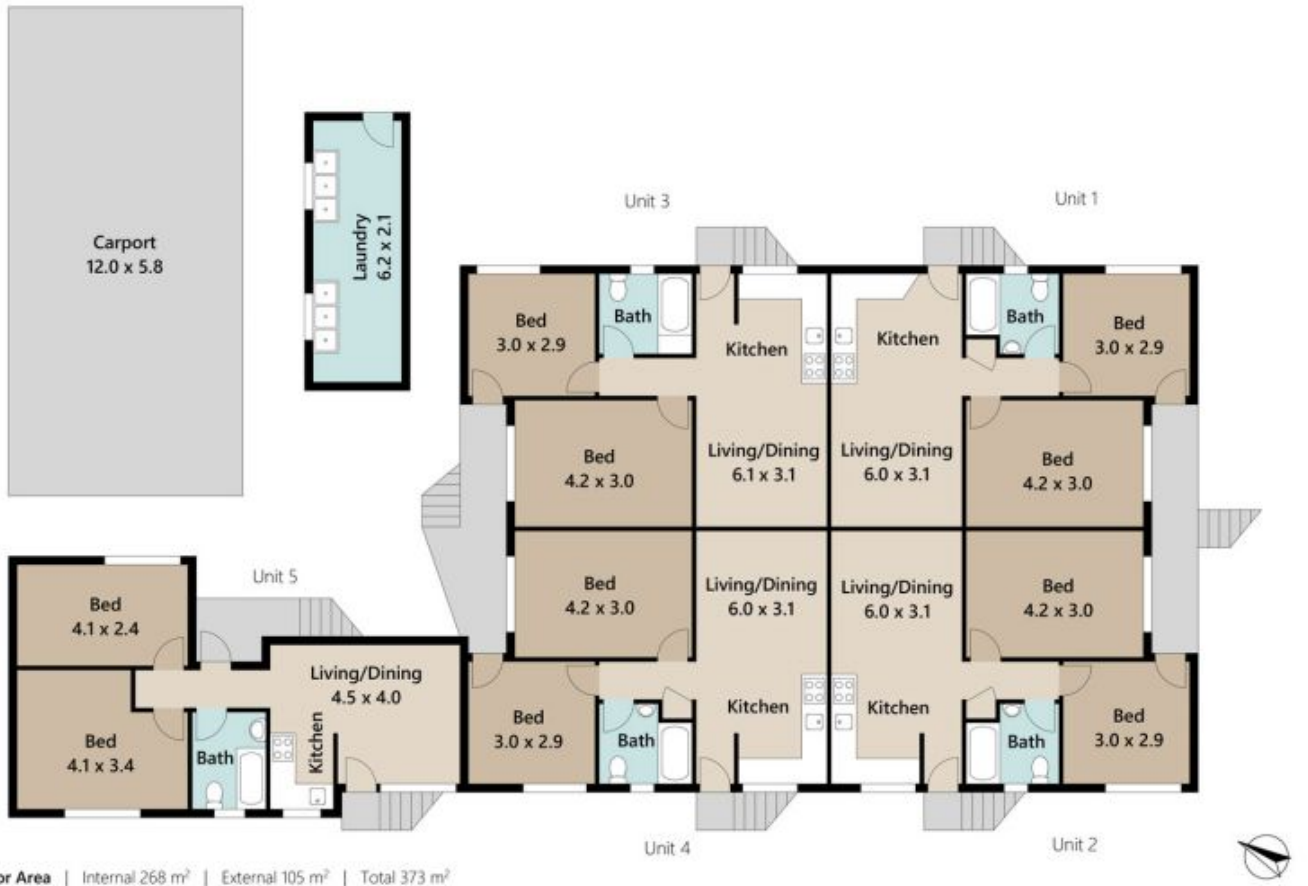 Carport
12.0 x 5.8
Laundry
6.2 x 2.1
Unit 3
Unit 1
Bed
3.0 x 2.9
Bath
Kitchen
Kitchen
Bath
Bed
3.0 x 2.9
Bed
4.2 x 3.0
Living/Dining
6.1 x 3.1
Living/Dining
6.0 x 3.1
Bed
4.2 x 3.0
Unit 5
Bed
4.1 x 2.4
Bed
4.2 x 3.0
Living/Dining
6.0 x 3.1
Living/Dining
6.0 x 3.1
Bed
4.2 x 3.0
Living/Dining
4.5 x 4.0
Bed
4.1 x 3.4
Bath
Kitchen
Bed
3.0 x 2.9
Bath
Kitchen
Kitchen
Bath
Bed
3.0 x 2.9
Unit 4
Unit 2
or Area | Internal 268 m² | External 105 m² | Total 373 m²